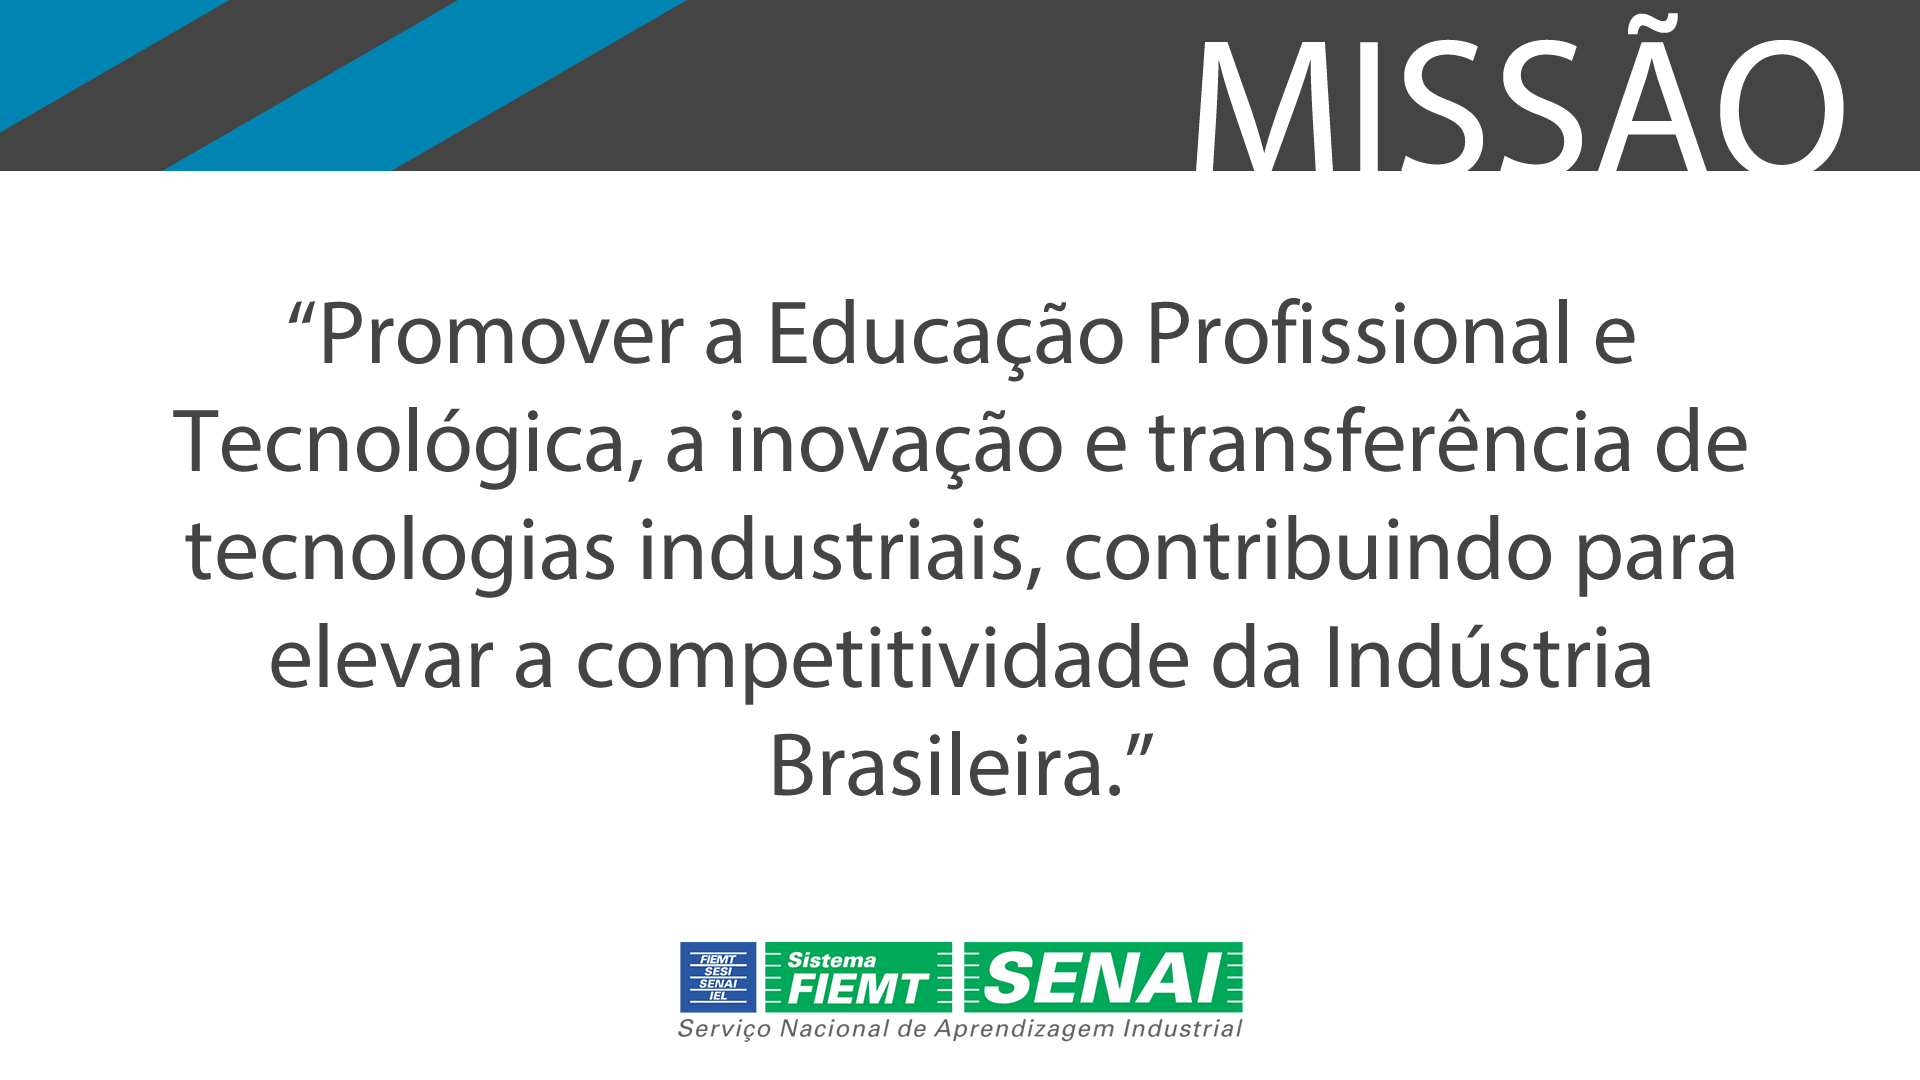 MISSÃO
“Promover a Educação Profissional e
Tecnológica, a inovação e transferência de
tecnologias industriais, contribuindo para
elevar a competitividade da Indústria
Brasileira.”
FIEMT
SESI
SENAI
IEL
Sistema
FIEMT
SENAI
Serviço Nacional de Aprendizagem Industrial